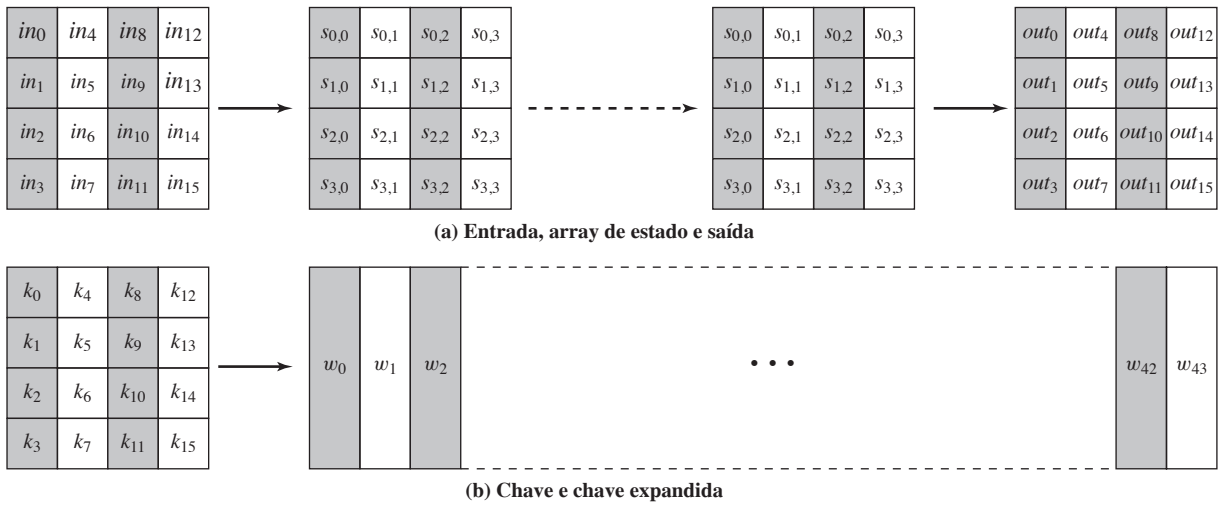 in0 in4 in8 in12 s0,0 s0,1 s0,2 s0,3 s0,0 s0,1 s0,2 s0,3 out0 out4 out8 out12
in1 in5 in9 in13 s1,0 s1,1 s1,2 s1,3 s1,0 s1,1 s1,2 s1,3 out1 out5 out9 out13
in2 in6 in10 in14 s2,0 s2,1 s2,2 s2,3 s2,0 s2,1 s2,2 s2,3 out2 out6 out10 out14
in3 in7 in11 in15 s3,0 s3,1 s3,2 s3,3 s3,0 s3,1 s3,2 s3,3 out3 out7 out11 out15
(a) Entrada, array de estado e saída
k0 k4 k8 k12
k1 k5 k9 k13
w0 w1 w2 • • • w42 w43
k2 k6 k10 k14
k3 k7 k11 k15
(b) Chave e chave expandida